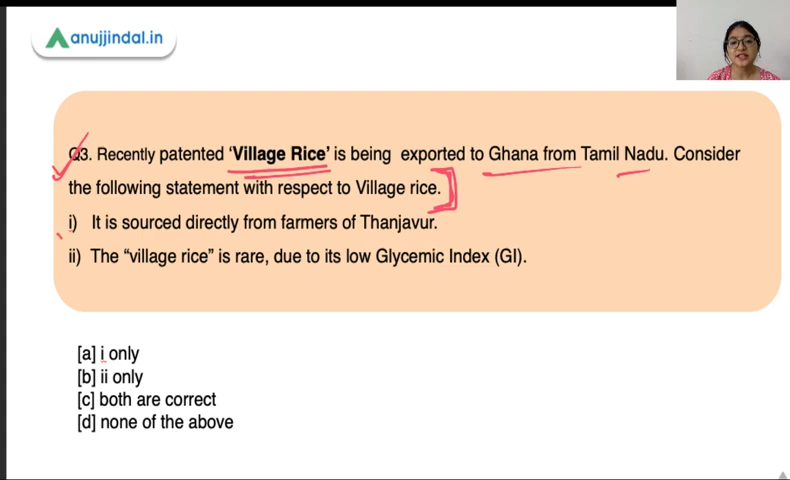 anujjindal.in
Q3. Recently patented ‘Village Rice’ is being exported to Ghana from Tamil Nadu. Consider
the following statement with respect to Village rice.
i) It is sourced directly from farmers of Thanjavur.
ii) The “village rice” is rare, due to its low Glycemic Index (GI).
[a] i only
[b] ii only
[c] both are correct
[d] none of the above